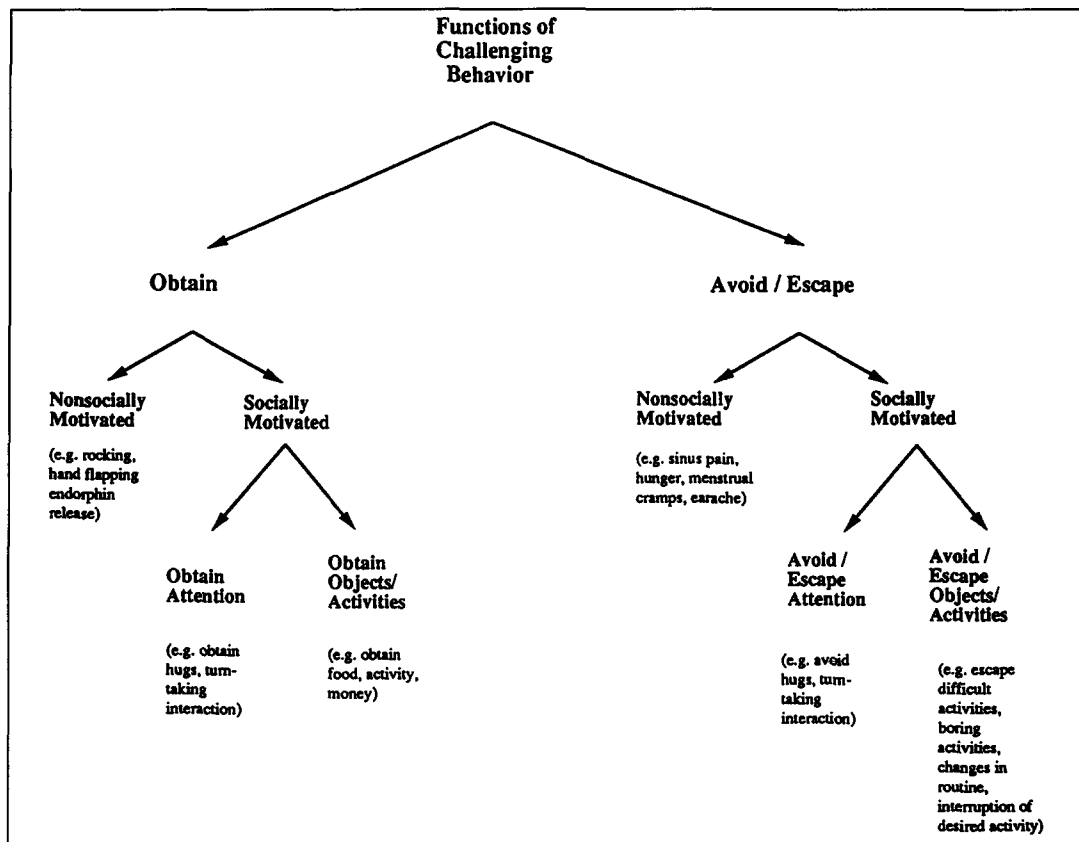 Functions of
Challenging
Behavior
Obtain
Avoid / Escape
Nonsocially
Motivated
(e.g. rocking,
hand flapping
endorphin
release)
Socially
Motivated
Nonsocially
Motivated
(e.g. sinus pain,
hunger, menstrual
cramps, earache)
Socially
Motivated
Obtain
Attention
(e.g. obtain
hugs, turn-
taking
interaction)
Obtain
Objects/
Activities
(e.g. obtain
food, activity,
money)
Avoid /
Escape
Attention
(e.g. avoid
hugs, turn-
taking
interaction)
Avoid /
Escape
Objects/
Activities
(e.g. escape
difficult
activities,
boring
activities,
changes in
routine,
interruption of
desired activity)